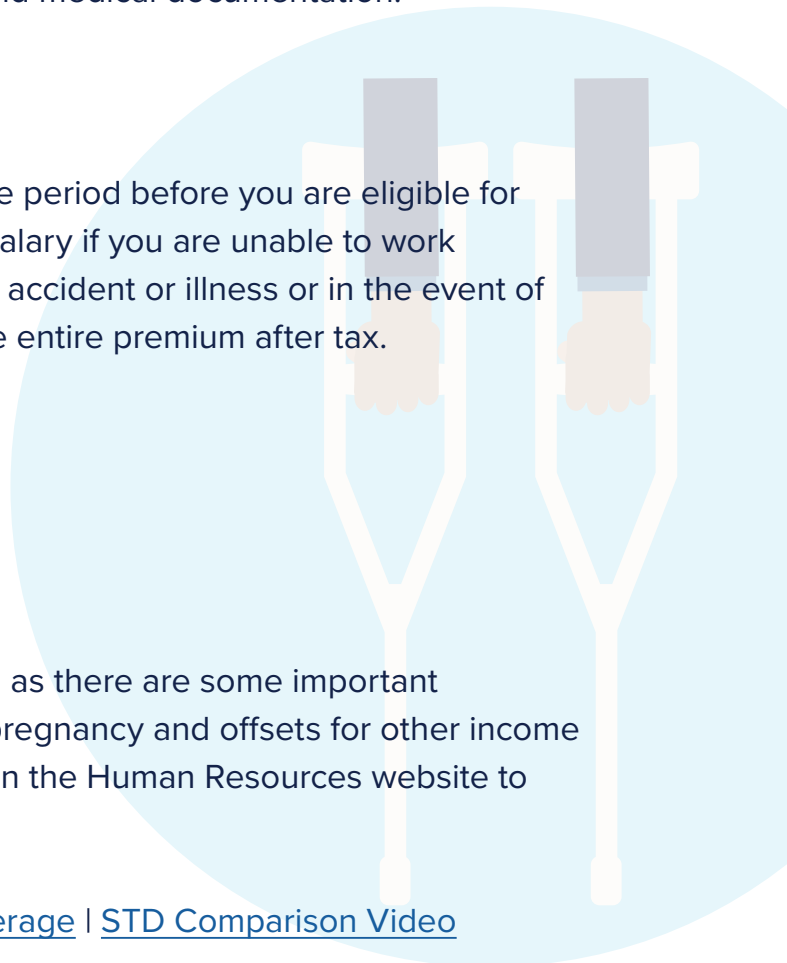 medical documentation.
e period before you are eligible for
alary if you are unable to work
accident or illness or in the event of
e entire premium after tax.
as there are some important
regnancy and offsets for other income
n the Human Resources website to
erage | STD Comparison Video